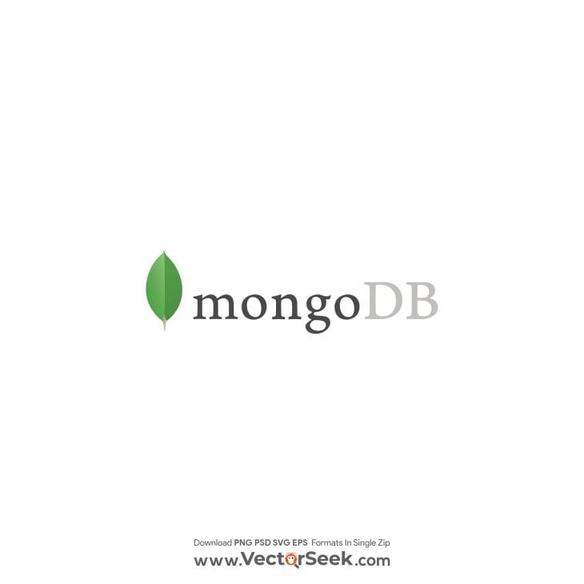 mongoDB
Download PNG PSD SVG EPS Formats In Single Zip
www.VectorSeek.com